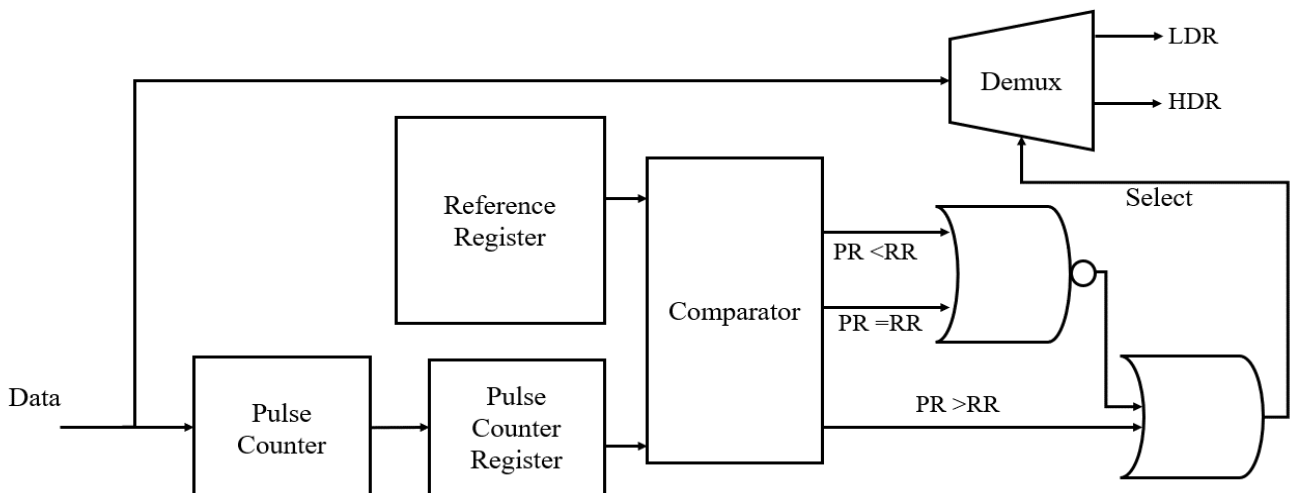 LDR
Demux
HDR
Reference
Register
Select
PR <RR
Comparator
PR =RR
Data
Pulse
Counter
Pulse
Counter
Register
PR >RR